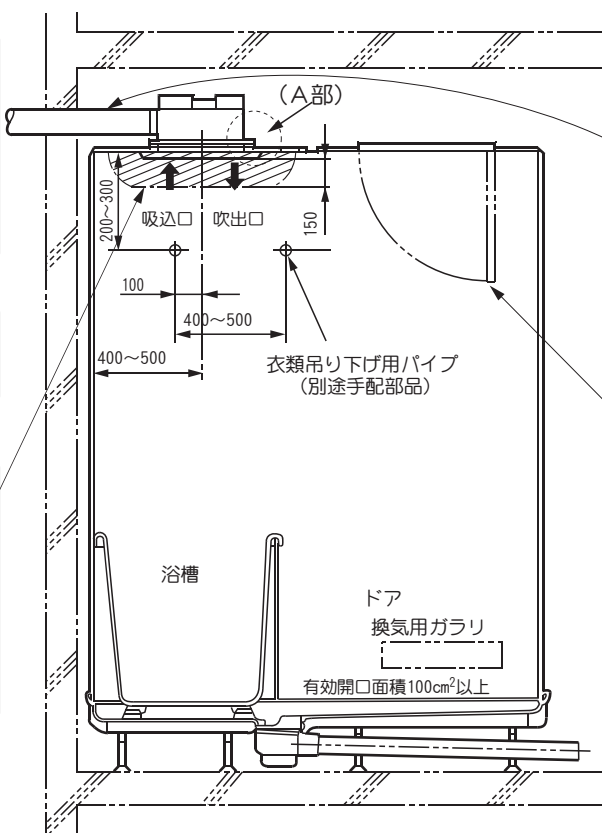 （A部）
200～300
吸込口
吹出口
150
100
400～500
400～500
衣類吊り下げ用パイプ
（別途手配部品）
浴槽
ドア
換気用ガラリ
有効開口面積100cm²以上